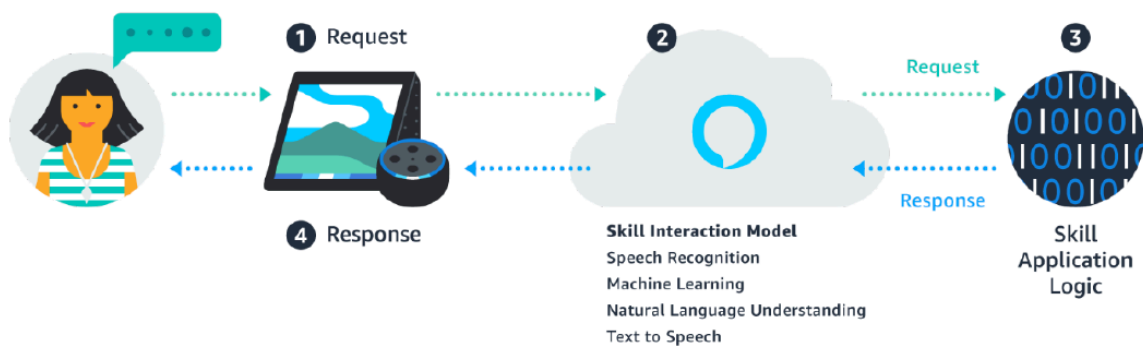 1 Request
2
3
Request
Response
4 Response
Skill Interaction Model
Speech Recognition
Machine Learning
Natural Language Understanding
Text to Speech
Skill
Application
Logic